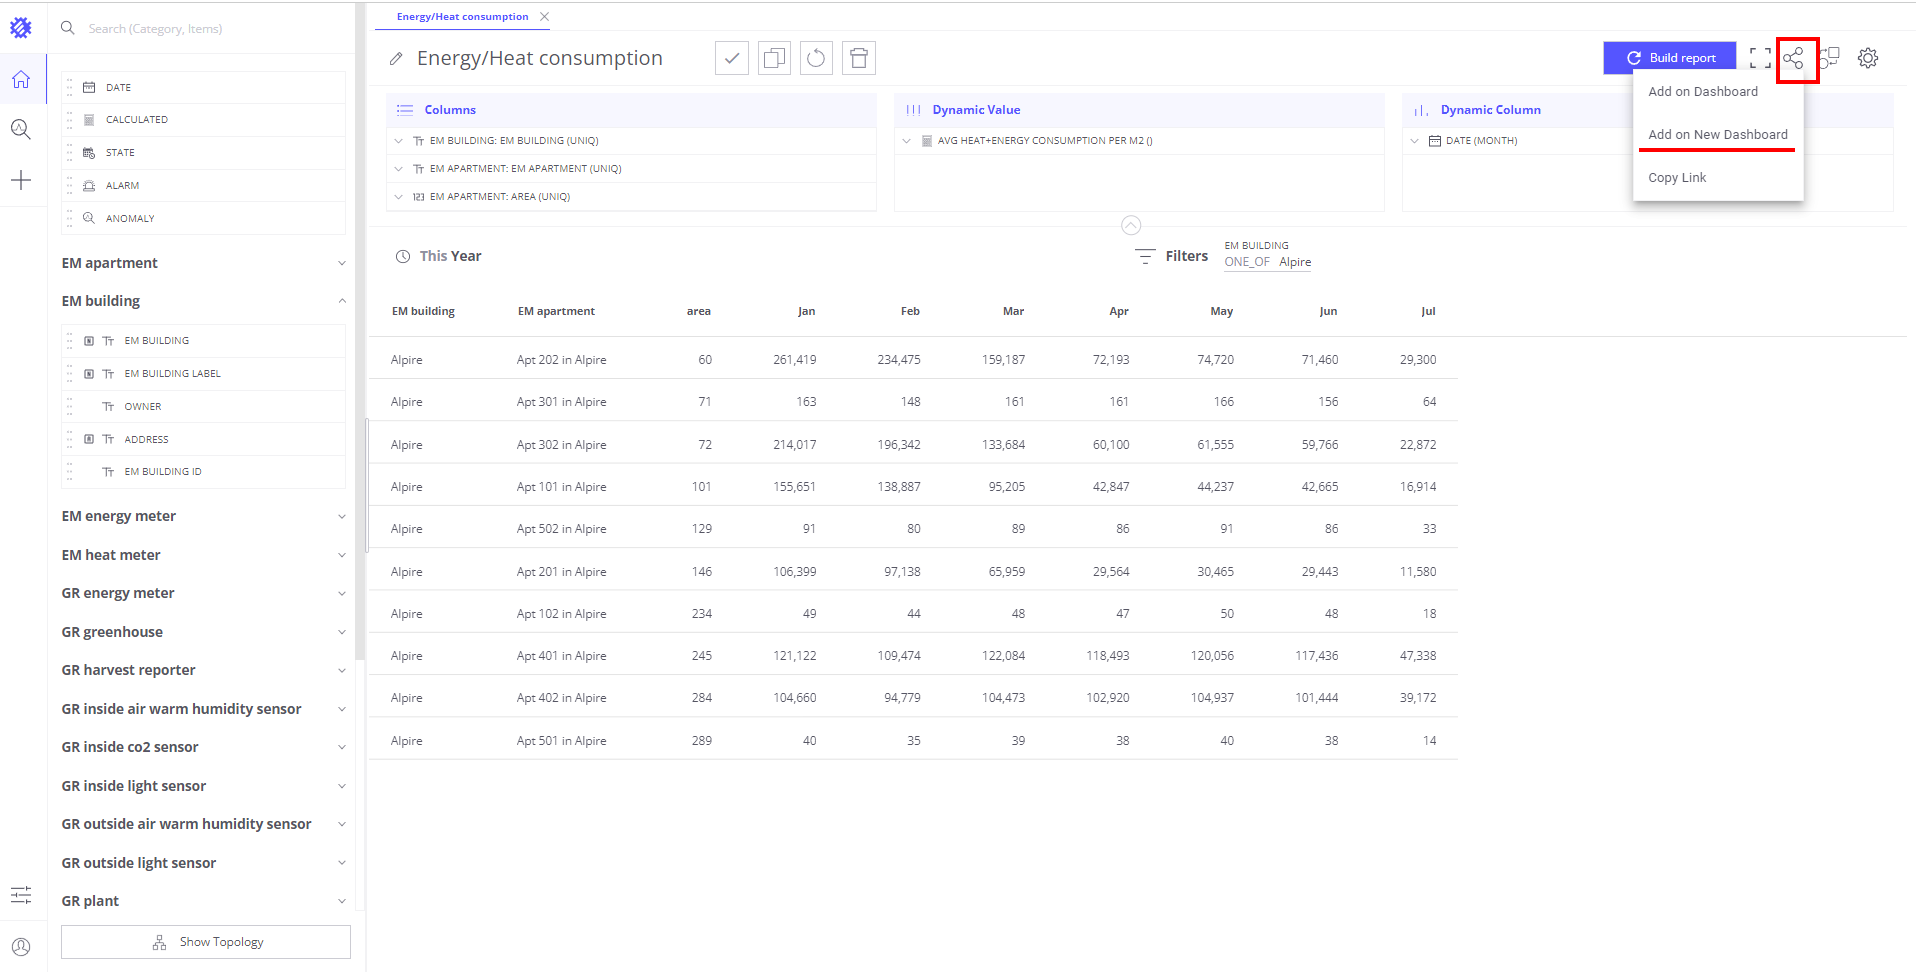 Energy/Heat consumption
Search (Category, Items)
Energy/Heat consumption
Build report
Add on Dashboard
Add on New Dashboard
Copy Link
DATE
CALCULATED
STATE
ALARM
ANOMALY
EM apartment
EM building
EM BUILDING
EM BUILDING LABEL
OWNER
ADDRESS
EM BUILDING ID
EM energy meter
EM heat meter
GR energy meter
GR greenhouse
GR harvest reporter
GR inside air warm humidity sensor
GR inside co2 sensor
GR inside light sensor
GR outside air warm humidity sensor
GR outside light sensor
GR plant
Show Topology
Columns
EM BUILDING: EM BUILDING (UNIQ)
EM APARTMENT: EM APARTMENT (UNIQ)
123 EM APARTMENT: AREA (UNIQ)
Dynamic Value
AVG HEAT+ENERGY CONSUMPTION PER M2 ()
Dynamic Column
DATE (MONTH)
This Year
Filters
EM BUILDING
ONE_OF Alpire
EM building EM apartment area Jan Feb Mar Apr May Jun Jul
Alpire Apt 202 in Alpire 60 261,419 234,475 159,187 72,193 74,720 71,460 29,300
Alpire Apt 301 in Alpire 71 163 148 161 161 166 156 64
Alpire Apt 302 in Alpire 72 214,017 196,342 133,684 60,100 61,555 59,766 22,872
Alpire Apt 101 in Alpire 101 155,651 138,887 95,205 42,847 44,237 42,665 16,914
Alpire Apt 502 in Alpire 129 91 80 89 86 91 86 33
Alpire Apt 201 in Alpire 146 106,399 97,138 65,959 29,564 30,465 29,443 11,580
Alpire Apt 102 in Alpire 234 49 44 48 47 50 48 18
Alpire Apt 401 in Alpire 245 121,122 109,474 122,084 118,493 120,056 117,436 47,338
Alpire Apt 402 in Alpire 284 104,660 94,779 104,473 102,920 104,937 101,444 39,172
Alpire Apt 501 in Alpire 289 40 35 39 38 40 38 14